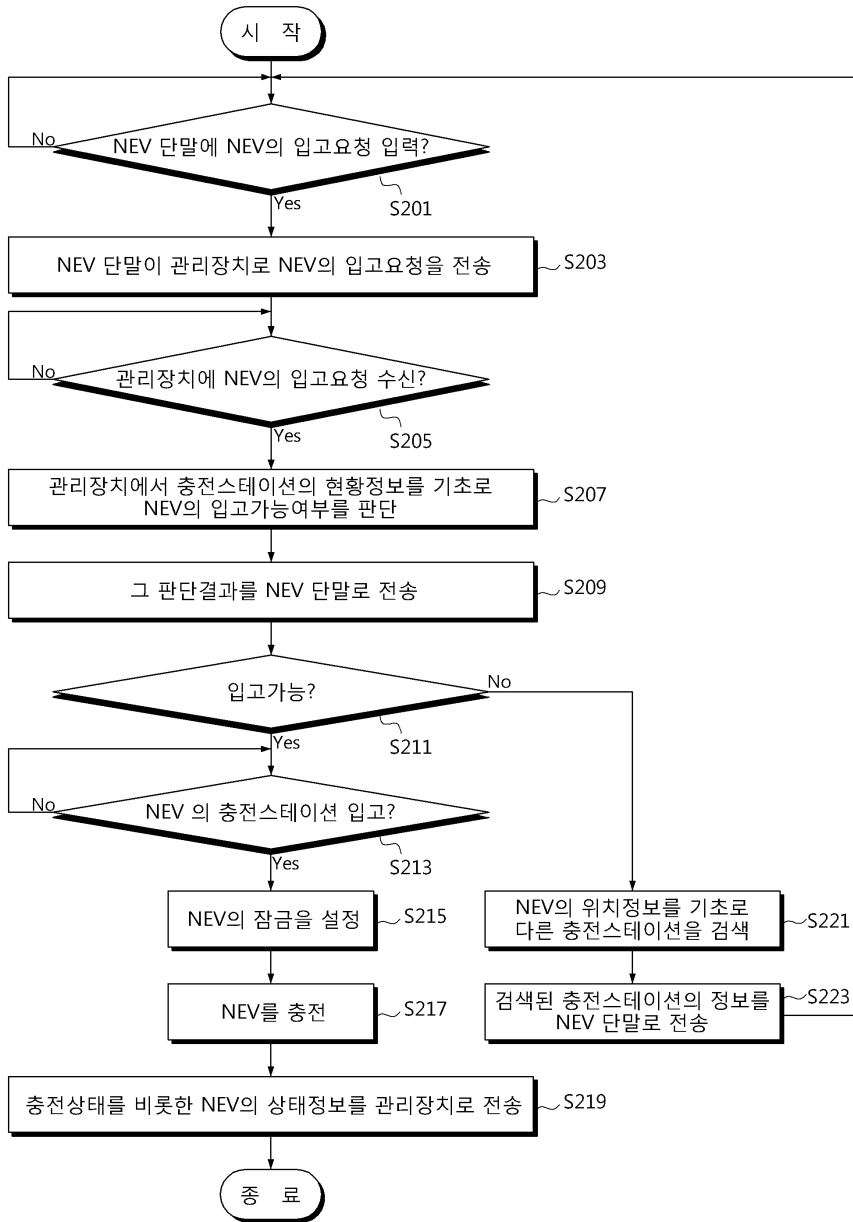 시 작
No
NEV 단말에 NEV의 입고요청 입력?
S201
Yes
NEV 단말이 관리장치로 NEV의 입고요청을 전송
S203
No
관리장치에 NEV의 입고요청 수신?
S205
Yes
관리장치에서 충전스테이션의 현황정보를 기초로
NEV의 입고가능여부를 판단
S207
그 판단결과를 NEV 단말로 전송
S209
입고가능?
No
S211
Yes
No
NEV 의 충전스테이션 입고?
S213
Yes
NEV의 잠금을 설정
S215
NEV의 위치정보를 기초로
다른 충전스테이션을 검색
S221
NEV를 충전
S217
검색된 충전스테이션의 정보를
NEV 단말로 전송
S223
충전상태를 비롯한 NEV의 상태정보를 관리장치로 전송
S219
종 료